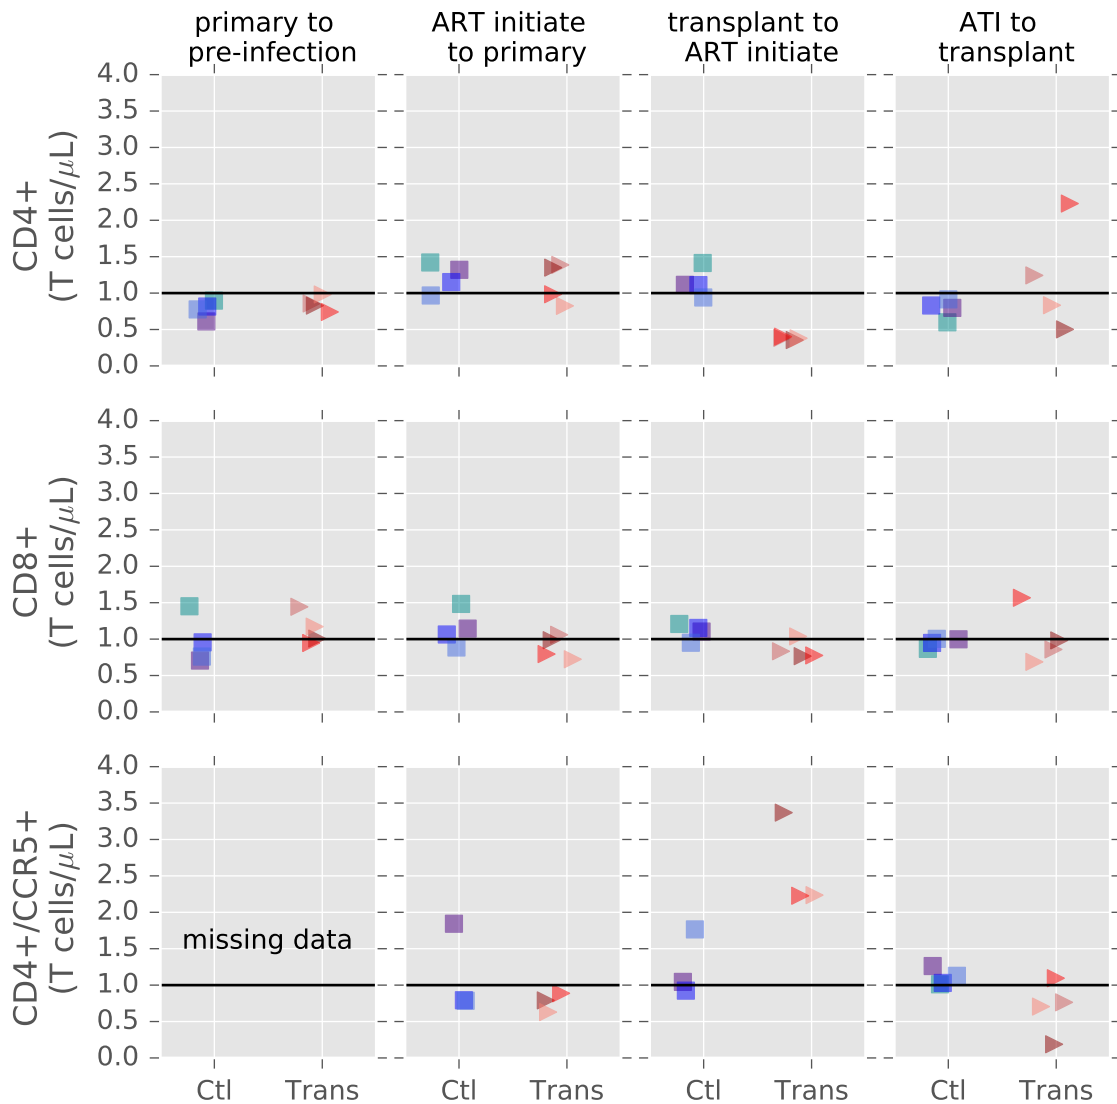 primary to
pre-infection
ART initiate
to primary
transplant to
ART initiate
ATI to
transplant
CD4+
(T cells/μL)
4.0
3.5
3.0
2.5
2.0
1.5
1.0
0.5
0.0
CD8+
(T cells/μL)
4.0
3.5
3.0
2.5
2.0
1.5
1.0
0.5
0.0
CD4+/CCR5+
(T cells/μL)
4.0
3.5
3.0
2.5
2.0
1.5
1.0
0.5
0.0
missing data
Ctl Trans Ctl Trans Ctl Trans Ctl Trans